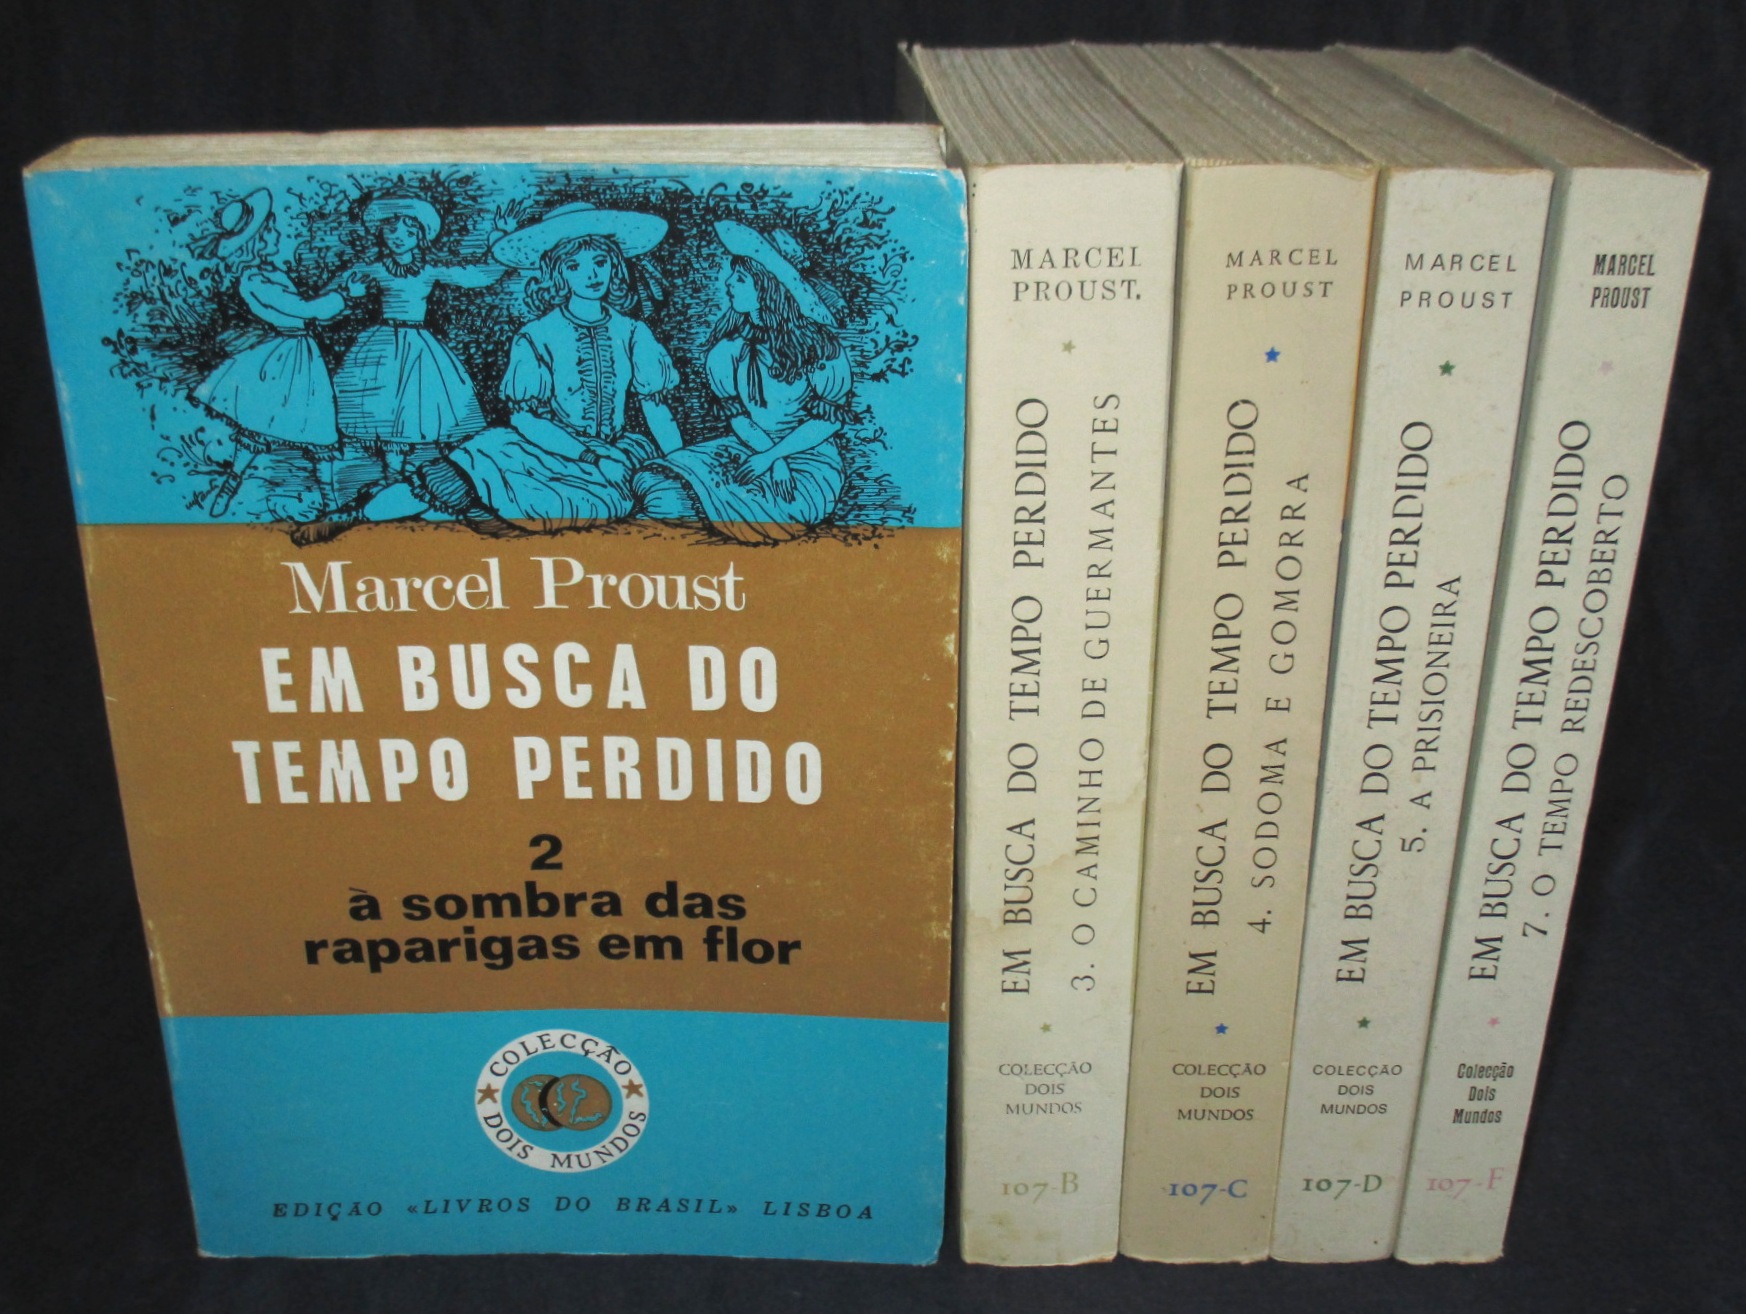 Marcel Proust
EM BUSCA DO
TEMPO PERDIDO
2
à sombra das
raparigas em flor
COLECÇÃO
DOIS MUNDOS
EDIÇÃO «LIVROS DO BRASIL» LISBOA
MARCEL
PROUST.
EM BUSCA DO TEMPO PERDIDO
3. O CAMINHO DE GUERMANTES
COLECÇÃO
DOIS
MUNDOS
107-B
MARCEL
PROUST
EM BUSCA DO TEMPO PERDIDO
4. SODOMA E GOMORRA
COLECÇÃO
DOIS
MUNDOS
107-C
MARCEL
PROUST
EM BUSCA DO TEMPO PERDIDO
5. A PRISIONEIRA
COLECÇÃO
DOIS
MUNDOS
107-D
MARCEL
PROUST
EM BUSCA DO TEMPO PERDIDO
7. O TEMPO REDESCOBERTO
Colecção
Dois
Mundos
107-F